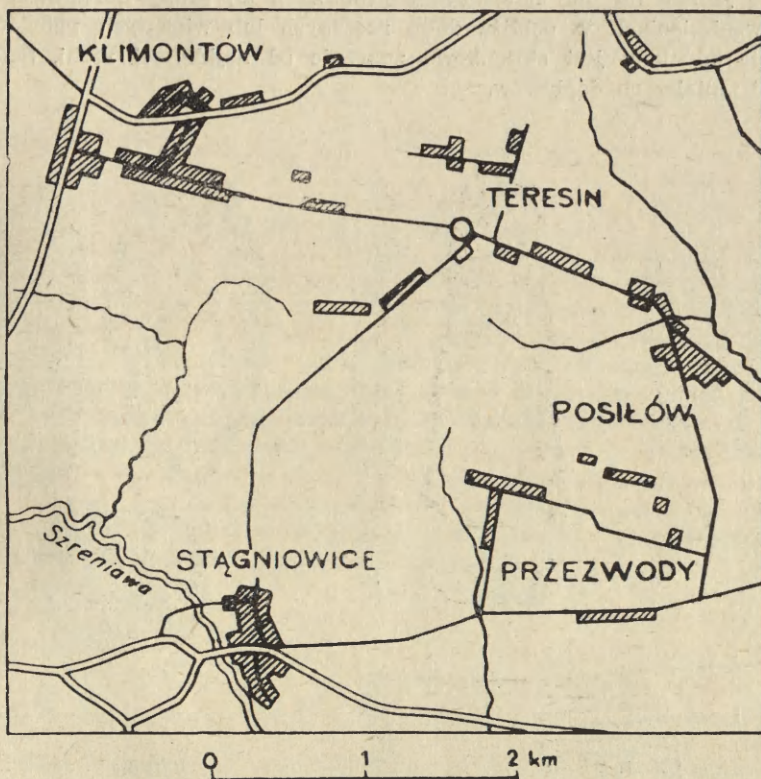 KLIMONTÓW
TERESIN
POSIŁÓW
Szreniawa
STĄGNIOWICE
PRZEZWODY
0 1 2 km